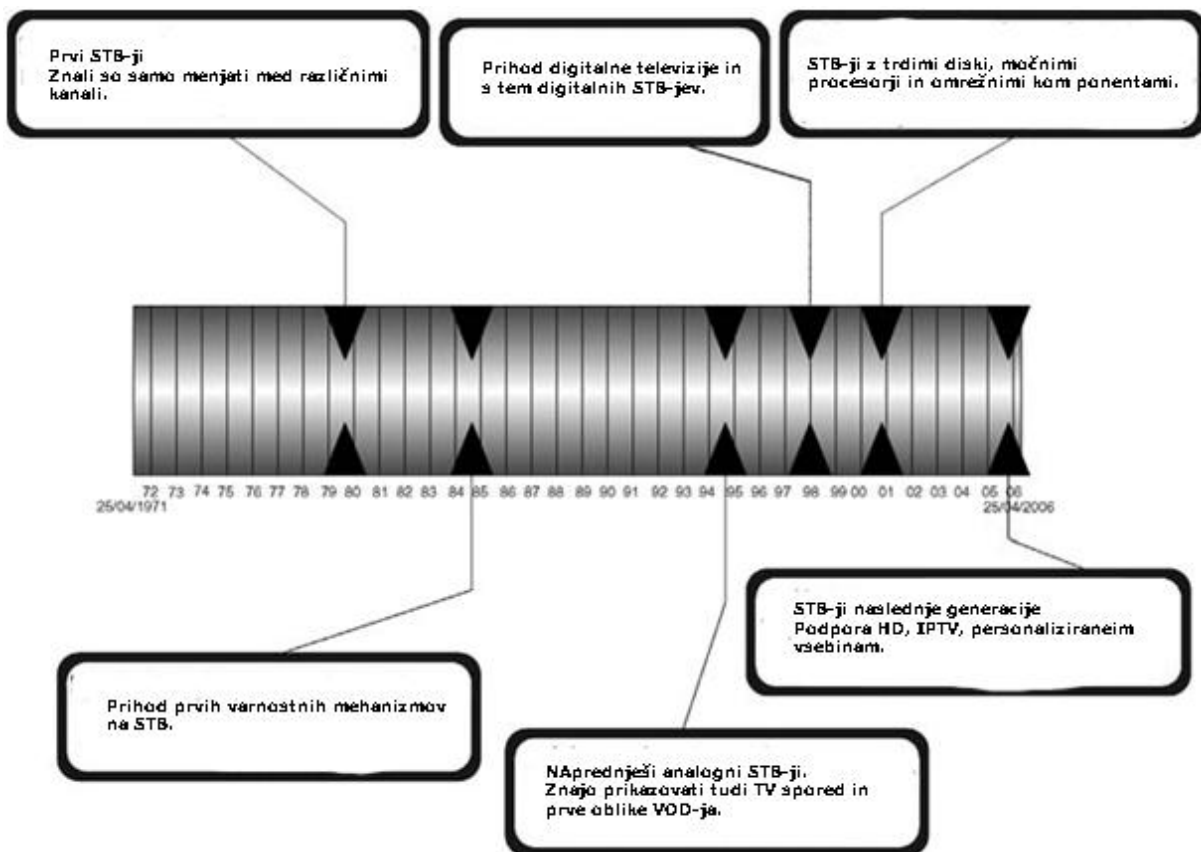 Prvi STB-ji
Znali so samo menjati med različnimi
kanali.
Prihod digitalne televizije in
s tem digitalnih STB-jev.
STB-ji z trdimi diski, močnimi
procesorji in omrežnimi kom ponentami.
72 73 74 75 76 77 78 79 80 81 82 83 84 85 86 87 88 89 90 91 92 93 94 95 96 97 98 99 00 01 02 03 04 05 06
25/04/1971 25/04/2006
STB-ji naslednje generacije
Podpora HD, IPTV, personaliziraneim
vsebinam.
Prihod prvih varnostnih mehanizmov
na STB.
NAprednješi analogni STB-ji.
Znajo prikazovati tudi TV spored in
prve oblike VOD-ja.